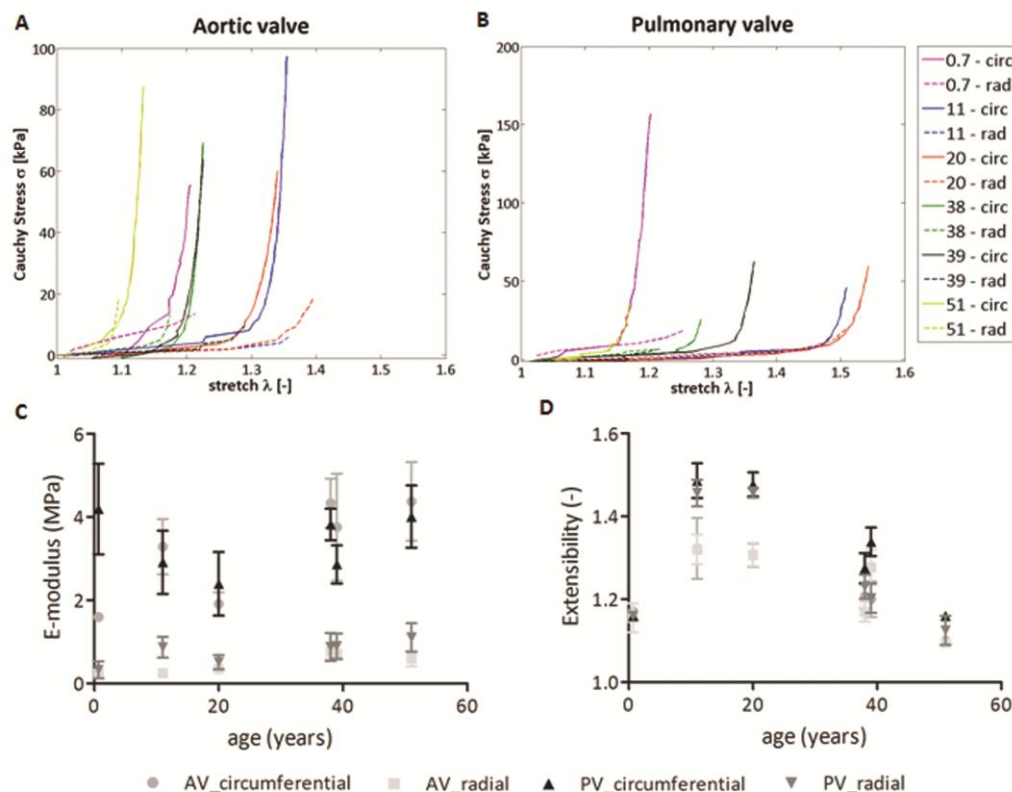 A
Aortic valve
100
80
60
40
20
0
Cauchy Stress σ [kPa]
1 1.1 1.2 1.3 1.4 1.5 1.6
stretch λ [-]
B
Pulmonary valve
200
150
100
50
0
Cauchy Stress σ [kPa]
1 1.1 1.2 1.3 1.4 1.5 1.6
stretch λ [-]
0.7 - circ
0.7 - rad
11 - circ
11 - rad
20 - circ
20 - rad
38 - circ
38 - rad
39 - circ
39 - rad
51 - circ
51 - rad
C
6
4
2
0
E-modulus (MPa)
0 20 40 60
age (years)
D
1.6
1.4
1.2
1.0
Extensibility (-)
0 20 40 60
age (years)
AV_circumferential AV_radial PV_circumferential PV_radial